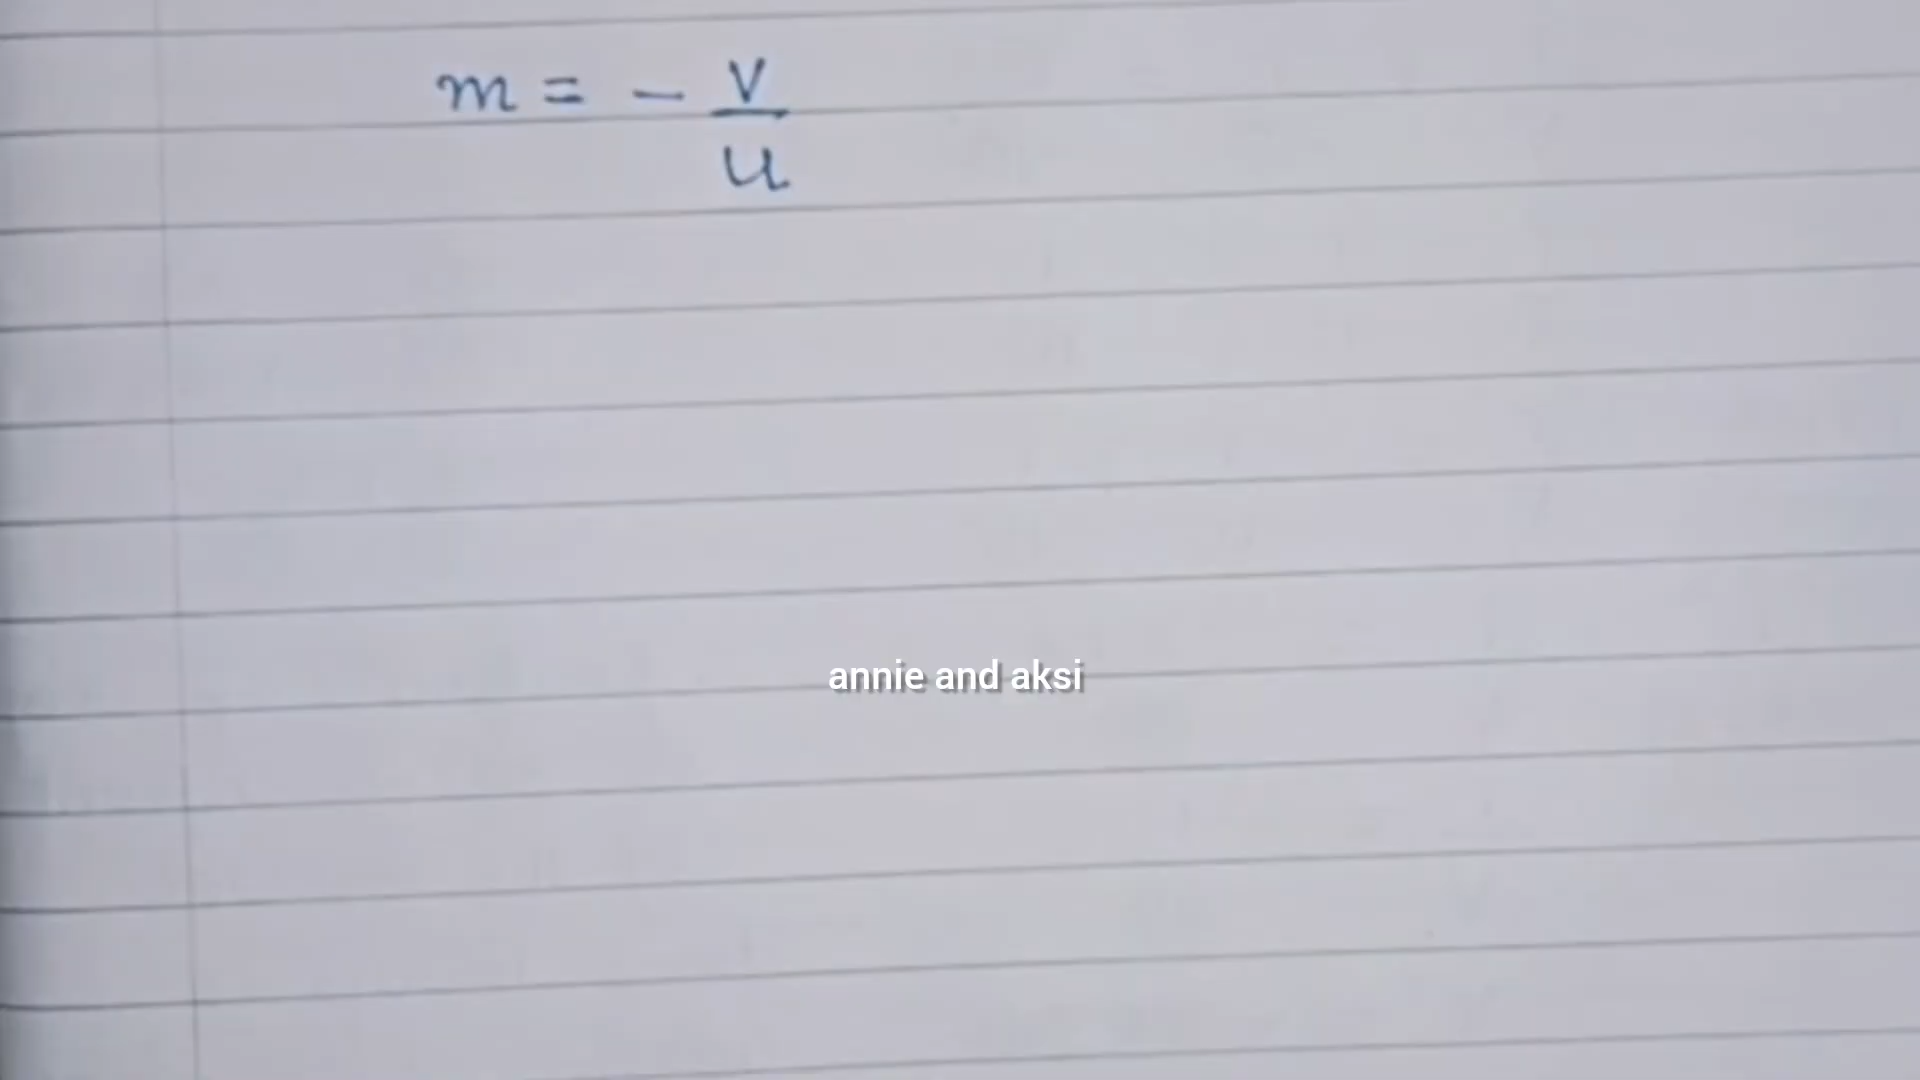 m = - v/u
annie and aksi